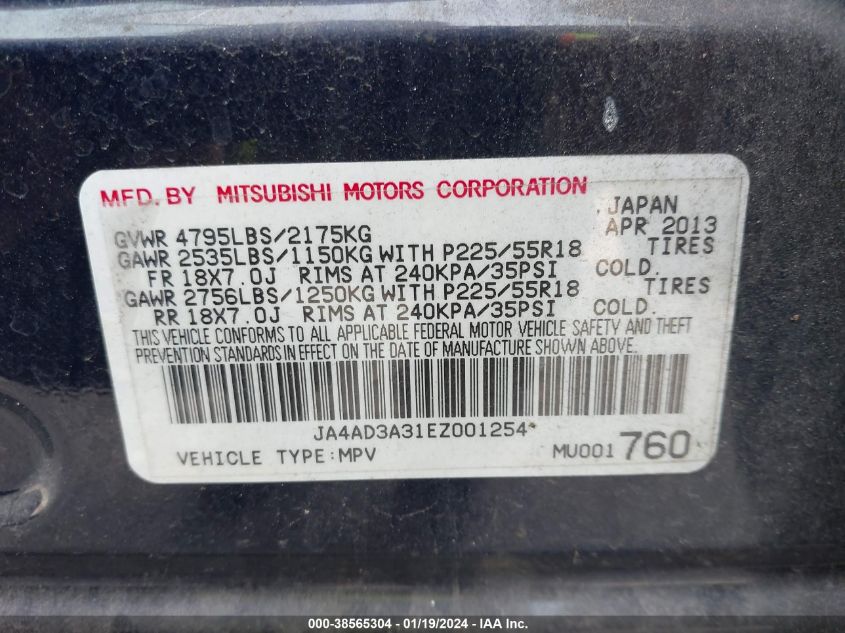 MFD. BY MITSUBISHI MOTORS CORPORATION
, JAPAN
GVWR 4795LBS/2175KG APR 2013
GAWR 2535LBS/1150KG WITH P225/55R18 TIRES
FR 18X7.0J RIMS AT 240KPA/35PSI COLD.
GAWR 2756LBS/1250KG WITH P225/55R18 TIRES
RR 18X7.0J RIMS AT 240KPA/35PSI COLD.
THIS VEHICLE CONFORMS TO ALL APPLICABLE FEDERAL MOTOR VEHICLE SAFETY AND THEFT
PREVENTION STANDARDS IN EFFECT ON THE DATE OF MANUFACTURE SHOWN ABOVE.
JA4AD3A31EZ001254*
VEHICLE TYPE:MPV MU001760
000-38565304 - 01/19/2024 - IAA Inc.